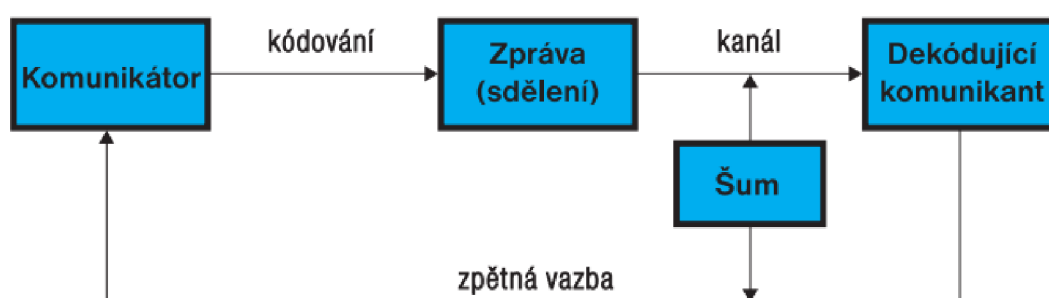 kódování
kanál
Komunikátor
Zpráva
(sdělení)
Dekódující
komunikant
Šum
zpětná vazba